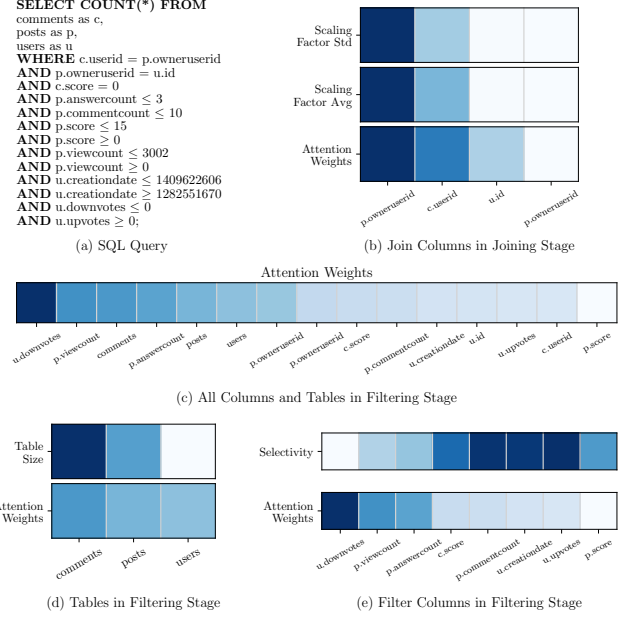 SELECT COUNT(*) FROM
comments as c,
posts as p,
users as u
WHERE c.userid = p.owneruserid
AND p.owneruserid = u.id
AND c.score = 0
AND p.answercount ≤ 3
AND p.commentcount ≤ 10
AND p.score ≤ 15
AND p.score ≥ 0
AND p.viewcount ≤ 3002
AND p.viewcount ≥ 0
AND u.creationdate ≤ 1409622606
AND u.creationdate ≥ 1282551670
AND u.downvotes ≤ 0
AND u.upvotes ≥ 0;
(a) SQL Query
Scaling
Factor Std
Scaling
Factor Avg
Attention
Weights
p.owneruserid
c.userid
u.id
p.owneruserid
(b) Join Columns in Joining Stage
Attention Weights
u.downvotes
p.viewcount
comments
p.answercount
posts
users
p.owneruserid
p.owneruserid
c.score
p.commentcount
u.creationdate
u.id
u.upvotes
c.userid
p.score
(c) All Columns and Tables in Filtering Stage
Table
Size
Attention
Weights
comments
posts
users
(d) Tables in Filtering Stage
Selectivity
Attention
Weights
u.downvotes
p.viewcount
p.answercount
c.score
p.commentcount
u.creationdate
u.upvotes
p.score
(e) Filter Columns in Filtering Stage